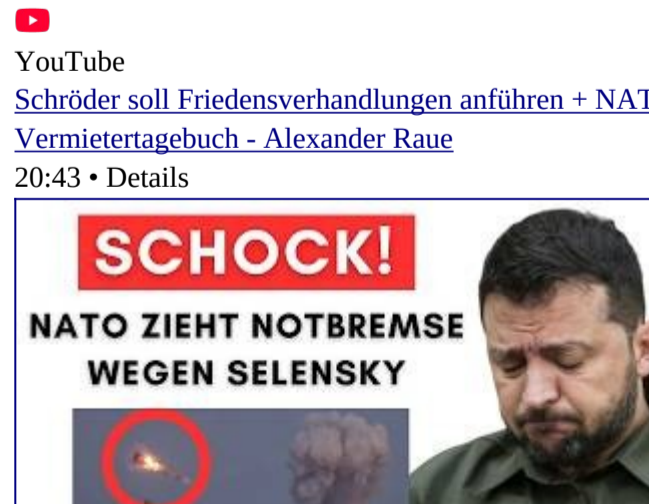 YouTube
Schröder soll Friedensverhandlungen anführen + NAT
Vermietertagebuch - Alexander Raue
20:43 • Details
SCHOCK!
NATO ZIEHT NOTBREMSE
WEGEN SELENSKY